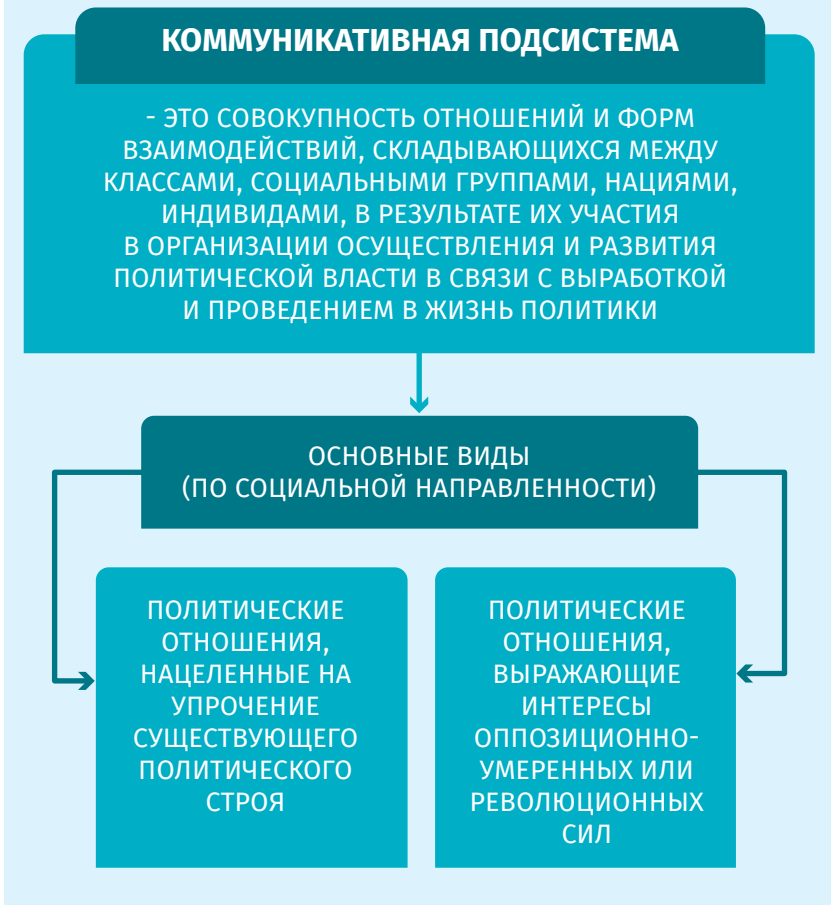 КОММУНИКАТИВНАЯ ПОДСИСТЕМА
- ЭТО СОВОКУПНОСТЬ ОТНОШЕНИЙ И ФОРМ
ВЗАИМОДЕЙСТВИЙ, СКЛАДЫВАЮЩИХСЯ МЕЖДУ
КЛАССАМИ, СОЦИАЛЬНЫМИ ГРУППАМИ, НАЦИЯМИ,
ИНДИВИДАМИ, В РЕЗУЛЬТАТЕ ИХ УЧАСТИЯ
В ОРГАНИЗАЦИИ ОСУЩЕСТВЛЕНИЯ И РАЗВИТИЯ
ПОЛИТИЧЕСКОЙ ВЛАСТИ В СВЯЗИ С ВЫРАБОТКОЙ
И ПРОВЕДЕНИЕМ В ЖИЗНЬ ПОЛИТИКИ
ОСНОВНЫЕ ВИДЫ
(ПО СОЦИАЛЬНОЙ НАПРАВЛЕННОСТИ)
ПОЛИТИЧЕСКИЕ
ОТНОШЕНИЯ,
НАЦЕЛЕННЫЕ НА
УПРОЧЕНИЕ
СУЩЕСТВУЮЩЕГО
ПОЛИТИЧЕСКОГО
СТРОЯ
ПОЛИТИЧЕСКИЕ
ОТНОШЕНИЯ,
ВЫРАЖАЮЩИЕ
ИНТЕРЕСЫ
ОППОЗИЦИОННО-
УМЕРЕННЫХ ИЛИ
РЕВОЛЮЦИОННЫХ
СИЛ